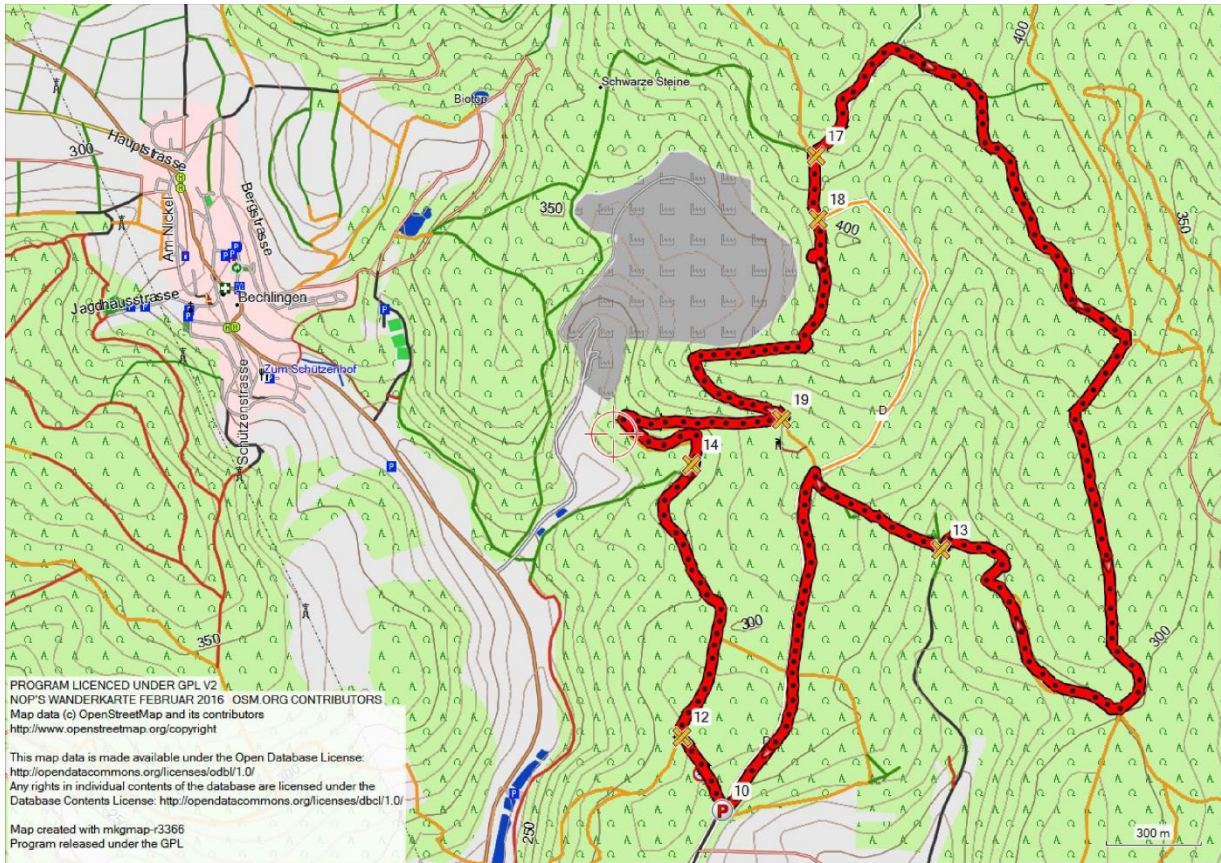 400
Schwarze Steine
Biotop
17
Hauptstrasse
300
Bergstrasse
Am Nickel
350
18
400
350
Jagdhausstrasse
Bechlingen
Zum Schützenhof
Schützenstrasse
19
D
14
13
350
300
300
12
D
10
P
250
300 m
PROGRAM LICENCED UNDER GPL V2
NOP'S WANDERKARTE FEBRUAR 2016 OSM.ORG CONTRIBUTORS
Map data (c) OpenStreetMap and its contributors
http://www.openstreetmap.org/copyright
This map data is made available under the Open Database License:
http://opendatacommons.org/licenses/odbl/1.0/
Any rights in individual contents of the database are licensed under the
Database Contents License: http://opendatacommons.org/licenses/dbcl/1.0/
Map created with mkgmap-r3366
Program released under the GPL